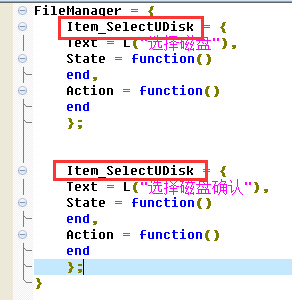 FileManager = {
Item_SelectUDisk = {
Text = L("选择磁盘"),
State = function()
end,
Action = function()
end
};
Item_SelectUDisk = {
Text = L("选择磁盘确认"),
State = function()
end,
Action = function()
end
};
}